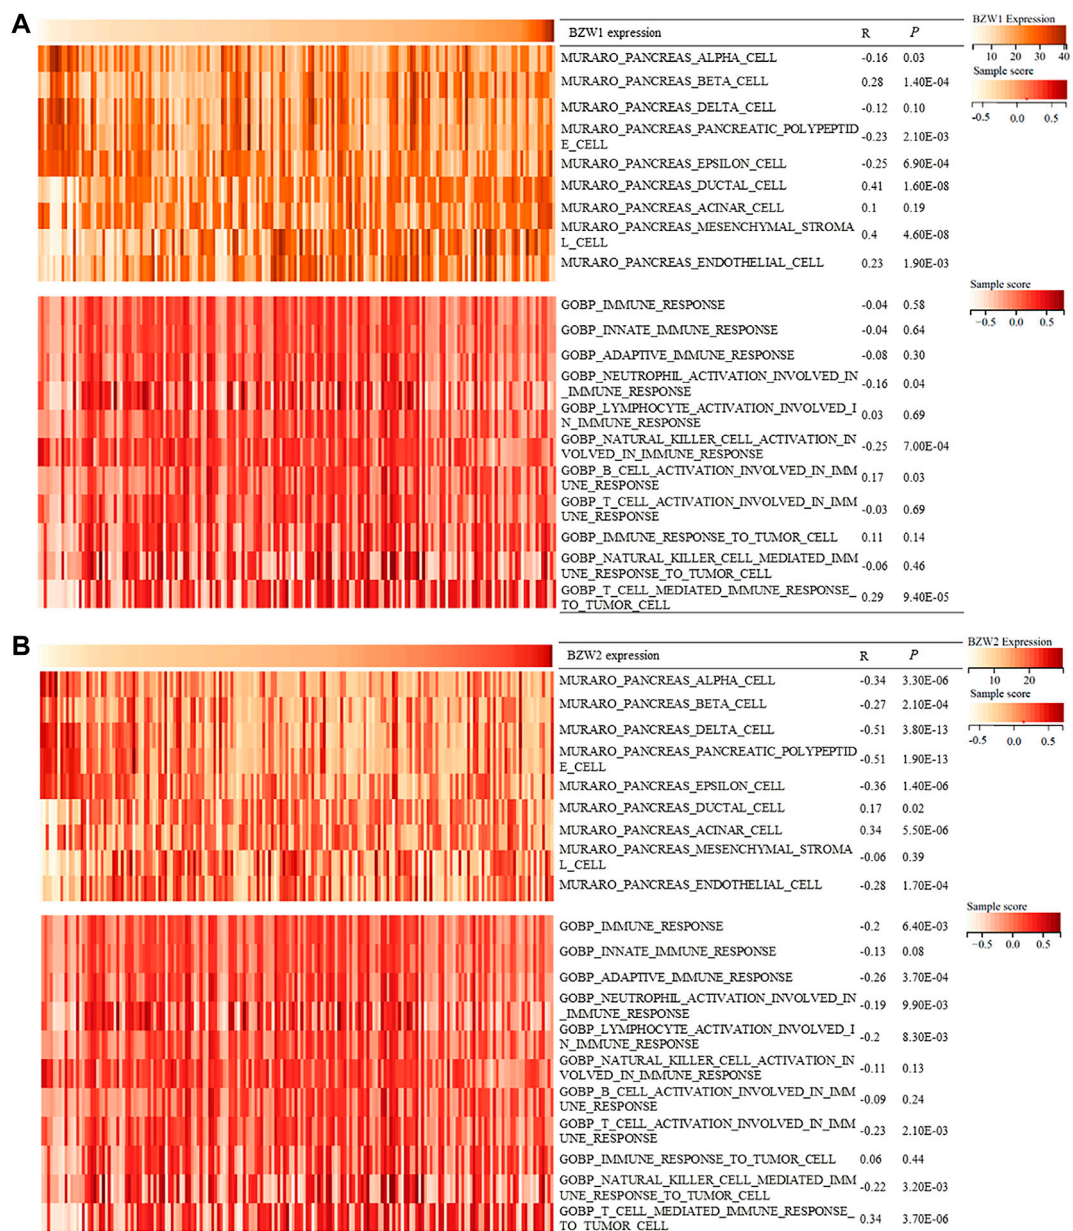 A
BZW1 expression R P
MURARO_PANCREAS_ALPHA_CELL -0.16 0.03
MURARO_PANCREAS_BETA_CELL 0.28 1.40E-04
MURARO_PANCREAS_DELTA_CELL -0.12 0.10
MURARO_PANCREAS_PANCREATIC_POLYPEPTID
E_CELL -0.23 2.10E-03
MURARO_PANCREAS_EPSILON_CELL -0.25 6.90E-04
MURARO_PANCREAS_DUCTAL_CELL 0.41 1.60E-08
MURARO_PANCREAS_ACINAR_CELL 0.1 0.19
MURARO_PANCREAS_MESENCHYMAL_STROMA
L_CELL 0.4 4.60E-08
MURARO_PANCREAS_ENDOTHELIAL_CELL 0.23 1.90E-03
GOBP_IMMUNE_RESPONSE -0.04 0.58
GOBP_INNATE_IMMUNE_RESPONSE -0.04 0.64
GOBP_ADAPTIVE_IMMUNE_RESPONSE -0.08 0.30
GOBP_NEUTROPHIL_ACTIVATION_INVOLVED_IN
_IMMUNE_RESPONSE -0.16 0.04
GOBP_LYMPHOCYTE_ACTIVATION_INVOLVED_I
N_IMMUNE_RESPONSE 0.03 0.69
GOBP_NATURAL_KILLER_CELL_ACTIVATION_IN
VOLVED_IN_IMMUNE_RESPONSE -0.25 7.00E-04
GOBP_B_CELL_ACTIVATION_INVOLVED_IN_IMM
UNE_RESPONSE 0.17 0.03
GOBP_T_CELL_ACTIVATION_INVOLVED_IN_IMM
UNE_RESPONSE -0.03 0.69
GOBP_IMMUNE_RESPONSE_TO_TUMOR_CELL 0.11 0.14
GOBP_NATURAL_KILLER_CELL_MEDIATED_IMM
UNE_RESPONSE_TO_TUMOR_CELL -0.06 0.46
GOBP_T_CELL_MEDIATED_IMMUNE_RESPONSE_
TO_TUMOR_CELL 0.29 9.40E-05
BZW1 Expression
10 20 30 40
Sample score
-0.5 0.0 0.5
Sample score
-0.5 0.0 0.5
B
BZW2 expression R P
MURARO_PANCREAS_ALPHA_CELL -0.34 3.30E-06
MURARO_PANCREAS_BETA_CELL -0.27 2.10E-04
MURARO_PANCREAS_DELTA_CELL -0.51 3.80E-13
MURARO_PANCREAS_PANCREATIC_POLYPEPTID
E_CELL -0.51 1.90E-13
MURARO_PANCREAS_EPSILON_CELL -0.36 1.40E-06
MURARO_PANCREAS_DUCTAL_CELL 0.17 0.02
MURARO_PANCREAS_ACINAR_CELL 0.34 5.50E-06
MURARO_PANCREAS_MESENCHYMAL_STROMA
L_CELL -0.06 0.39
MURARO_PANCREAS_ENDOTHELIAL_CELL -0.28 1.70E-04
GOBP_IMMUNE_RESPONSE -0.2 6.40E-03
GOBP_INNATE_IMMUNE_RESPONSE -0.13 0.08
GOBP_ADAPTIVE_IMMUNE_RESPONSE -0.26 3.70E-04
GOBP_NEUTROPHIL_ACTIVATION_INVOLVED_IN
_IMMUNE_RESPONSE -0.19 9.90E-03
GOBP_LYMPHOCYTE_ACTIVATION_INVOLVED_I
N_IMMUNE_RESPONSE -0.2 8.30E-03
GOBP_NATURAL_KILLER_CELL_ACTIVATION_IN
VOLVED_IN_IMMUNE_RESPONSE -0.11 0.13
GOBP_B_CELL_ACTIVATION_INVOLVED_IN_IMM
UNE_RESPONSE -0.09 0.24
GOBP_T_CELL_ACTIVATION_INVOLVED_IN_IMM
UNE_RESPONSE -0.23 2.10E-03
GOBP_IMMUNE_RESPONSE_TO_TUMOR_CELL 0.06 0.44
GOBP_NATURAL_KILLER_CELL_MEDIATED_IMM
UNE_RESPONSE_TO_TUMOR_CELL -0.22 3.20E-03
GOBP_T_CELL_MEDIATED_IMMUNE_RESPONSE_
TO_TUMOR_CELL 0.34 3.70E-06
BZW2 Expression
10 20
Sample score
-0.5 0.0 0.5
Sample score
-0.5 0.0 0.5